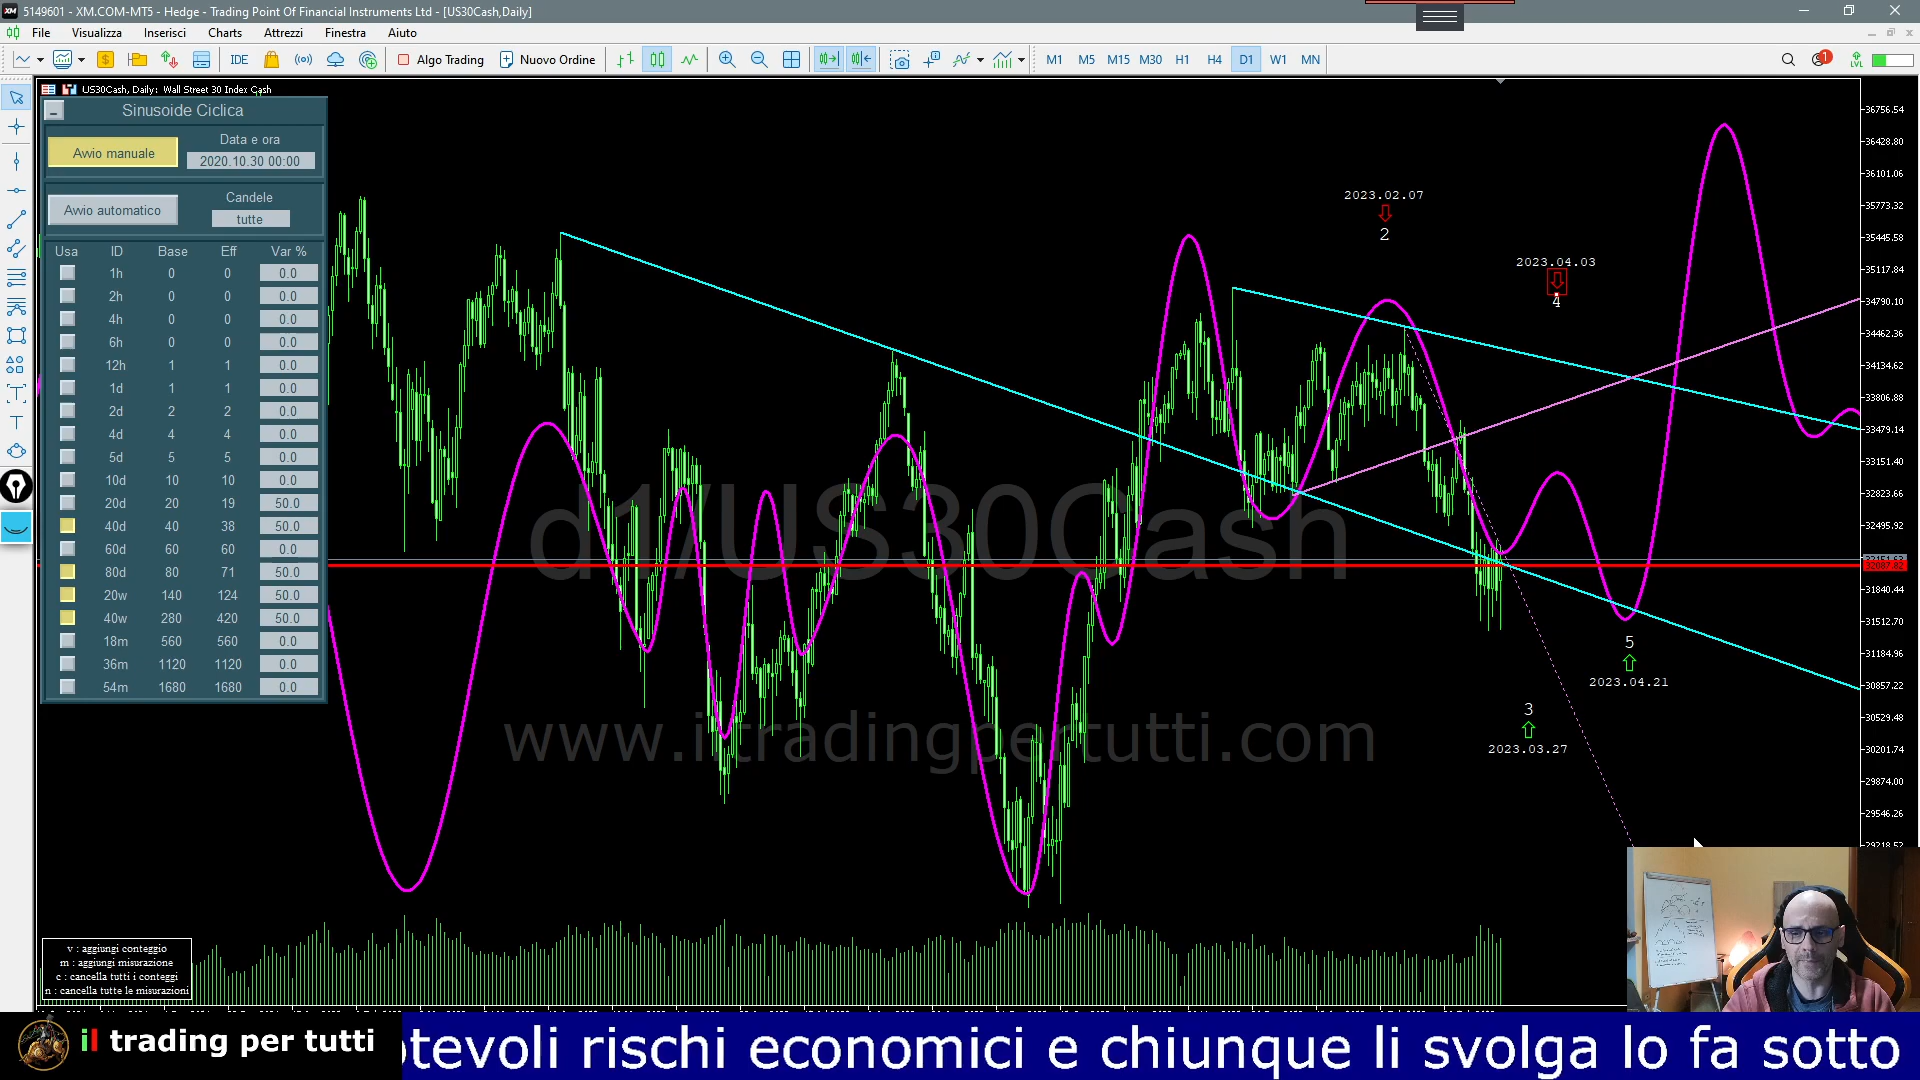 5149601 - XM.COM-MT5 - Hedge - Trading Point Of Financial Instruments Ltd - [US30Cash,Daily]
File Visualizza Inserisci Charts Attrezzi Finestra Aiuto
IDE Algo Trading Nuovo Ordine M1 M5 M15 M30 H1 H4 D1 W1 MN 1 LVL
US30Cash, Daily: Wall Street 30 Index Cash
Sinusoide Ciclica
Avvio manuale
Data e ora
2020.10.30 00:00
Avvio automatico
Candele
tutte
Usa ID Base Eff Var %
1h 0 0 0.0
2h 0 0 0.0
4h 0 0 0.0
6h 0 0 0.0
12h 1 1 0.0
1d 1 1 0.0
2d 2 2 0.0
4d 4 4 0.0
5d 5 5 0.0
10d 10 10 0.0
20d 20 19 50.0
40d 40 38 50.0
60d 60 60 0.0
80d 80 71 50.0
20w 140 124 50.0
40w 280 420 50.0
18m 560 560 0.0
36m 1120 1120 0.0
54m 1680 1680 0.0
d1/US30Cash
www.iltradingpertutti.com
2023.02.07
2
2023.04.03
4
5
2023.04.21
3
2023.03.27
36756.54
36428.80
36101.06
35773.32
35445.58
35117.84
34790.10
34462.36
34134.62
33806.88
33479.14
33151.40
32823.66
32495.92
32087.82
31840.44
31512.70
31184.96
30857.22
30529.48
30201.74
29874.00
29546.26
29218.52
v : aggiungi conteggio
m : aggiungi misurazione
c : cancella tutti i conteggi
n : cancella tutte le misurazioni
il trading per tutti
otevoli rischi economici e chiunque li svolga lo fa sotto